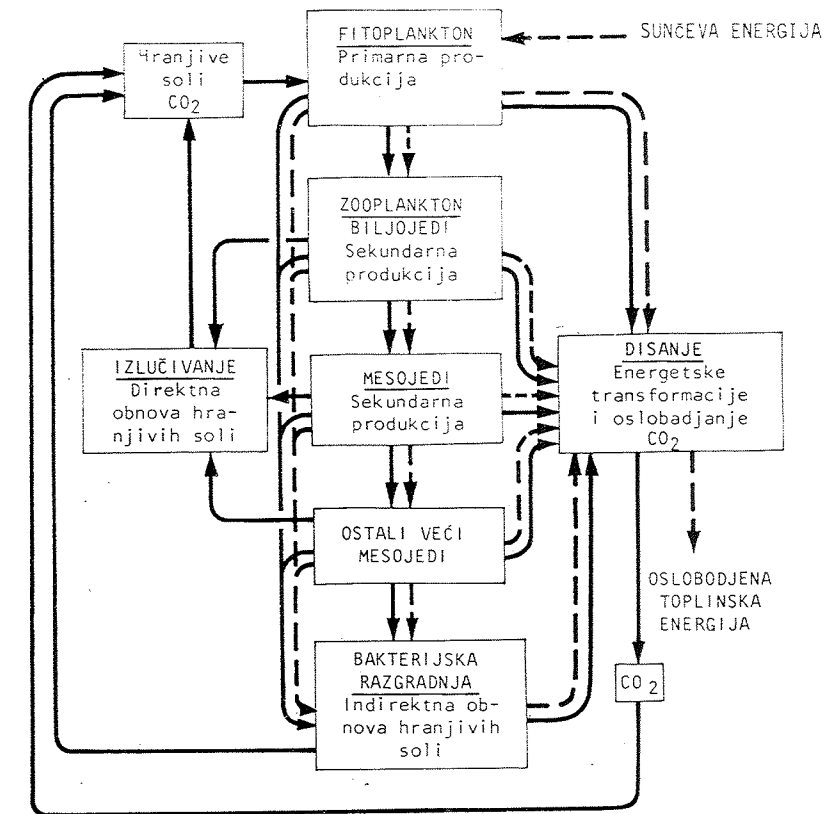 FITOPLANKTON
Primarna pro-
dukcija
SUNČEVA ENERGIJA
Hranjive
soli
CO2
ZOOPLANKTON
BILJOJEDI
Sekundarna
produkcija
IZLUČIVANJE
Direktna
obnova hra-
njivih soli
MESOJEDI
Sekundarna
produkcija
DISANJE
Energetske
transformacije
i oslobadjanje
CO2
OSTALI VEĆI
MESOJEDI
OSLOBODJENA
TOPLINSKA
ENERGIJA
BAKTERIJSKA
RAZGRADNJA
Indirektna ob-
nova hranjivih
soli
CO2